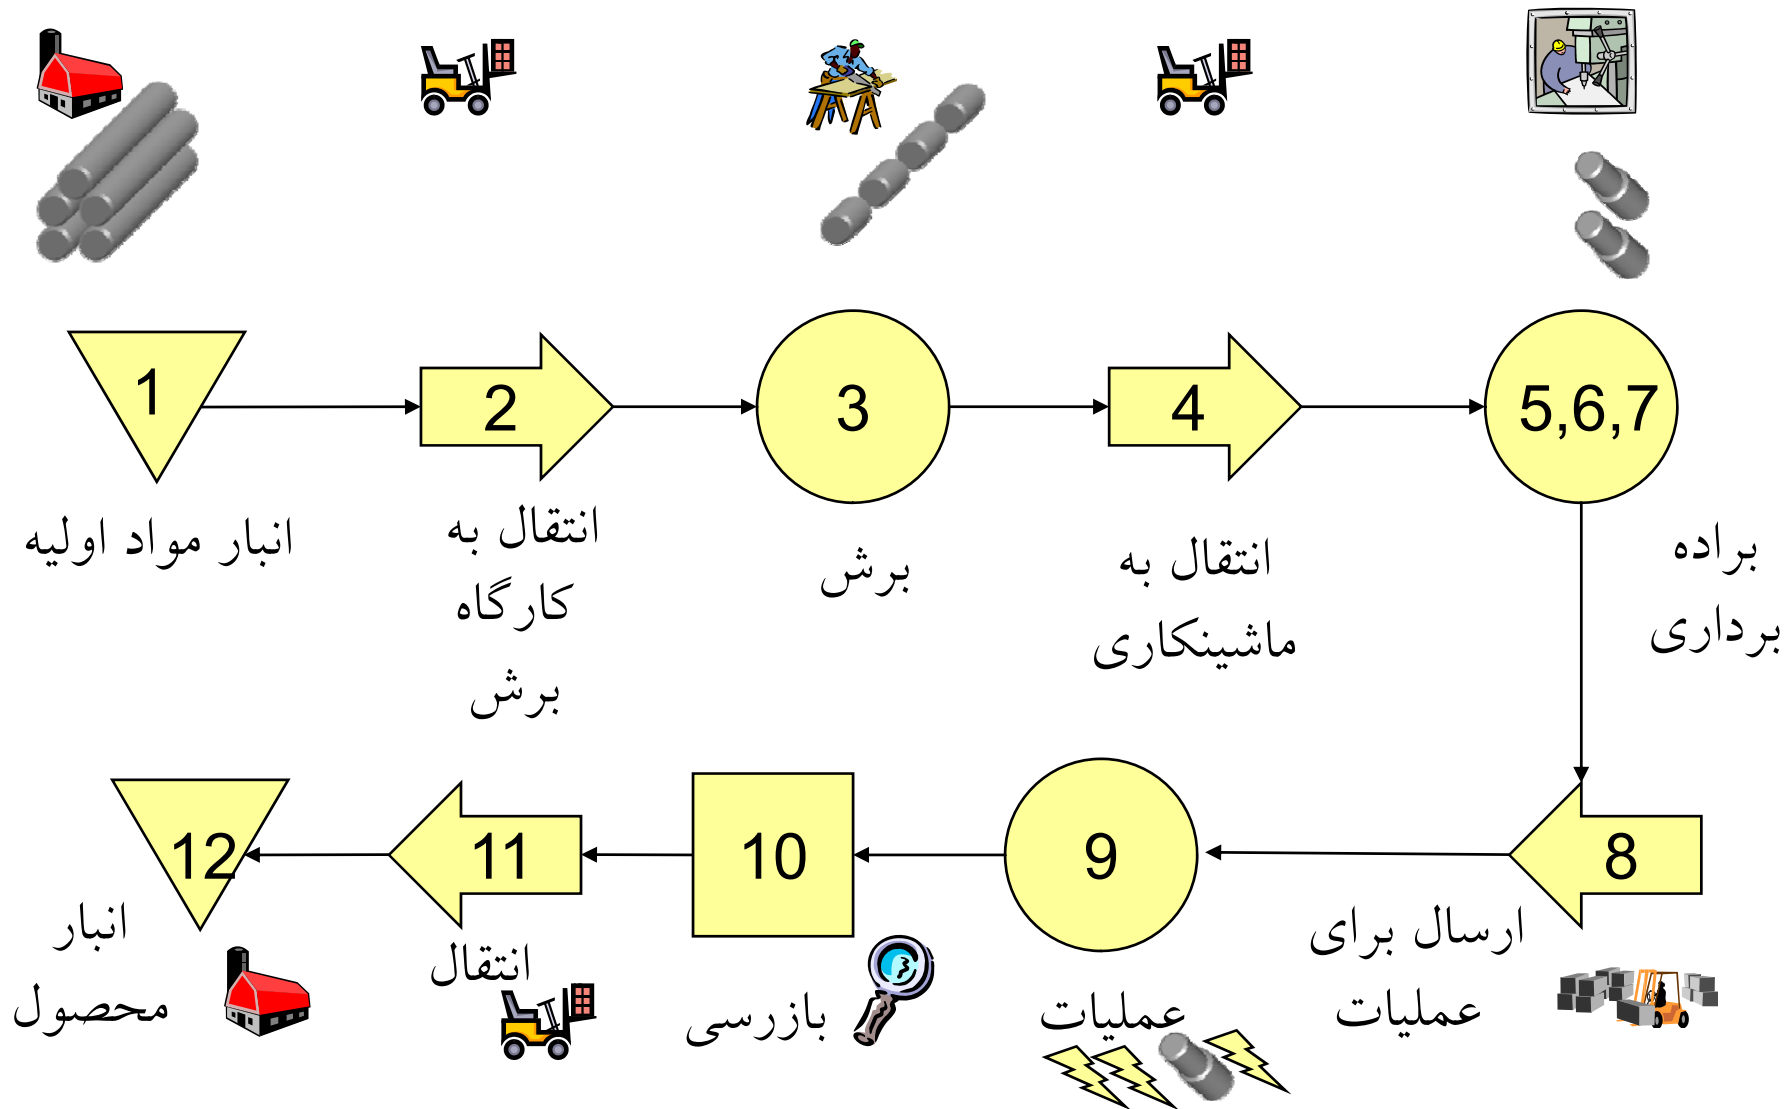 1
2
3
4
5,6,7
انبار مواد اولیه
انتقال به
کارگاه
برش
برش
انتقال به
ماشینکاری
براده
برداری
8
9
10
11
12
ارسال برای
عملیات
عملیات
بازرسی
انتقال
انبار
محصول